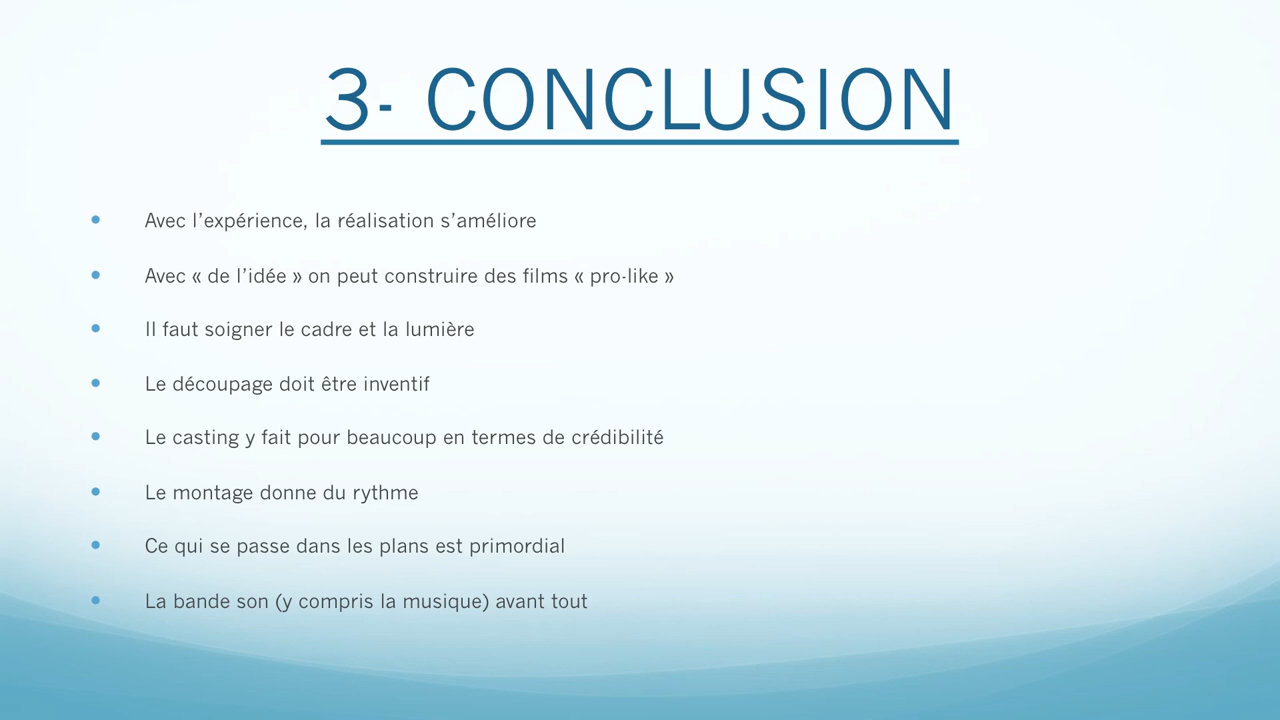 3- CONCLUSION
• Avec l’expérience, la réalisation s’améliore
• Avec « de l’idée » on peut construire des films « pro-like »
• Il faut soigner le cadre et la lumière
• Le découpage doit être inventif
• Le casting y fait pour beaucoup en termes de crédibilité
• Le montage donne du rythme
• Ce qui se passe dans les plans est primordial
• La bande son (y compris la musique) avant tout